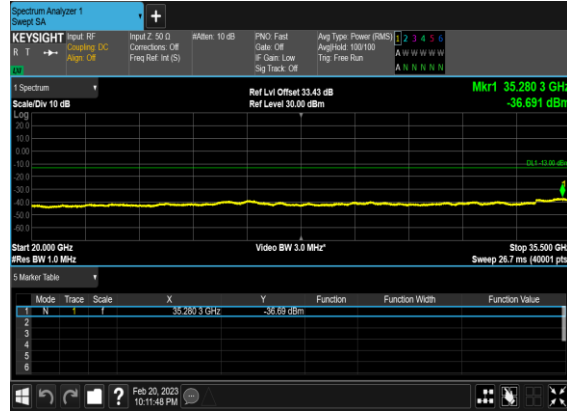 Spectrum Analyzer 1
Swept SA
+
KEYSIGHT Input: RF Input Z: 50 Ω #Atten: 10 dB PNO: Fast Avg Type: Power (RMS) 1 2 3 4 5 6
R T Coupling: DC Corrections: Off Gate: Off Avg|Hold: 100/100 A W W W W W
Align: Off Freq Ref: Int (S) IF Gain: Low Trig: Free Run
Sig Track: Off A N N N N N
LW
1 Spectrum Ref Lvl Offset 33.43 dB Mkr1 35.280 3 GHz
Scale/Div 10 dB Ref Level 30.00 dBm -36.691 dBm
Log
20.0
10.0
0.00
-10.0
DL1 -13.00 dBm
-20.0
-30.0
-40.0
-50.0
-60.0
Start 20.000 GHz Video BW 3.0 MHz* Stop 35.500 GHz
#Res BW 1.0 MHz Sweep 26.7 ms (40001 pts
5 Marker Table
Mode Trace Scale X Y Function Function Width Function Value
1 N 1 f 35.280 3 GHz -36.69 dBm
2
3
4
5
6
? Feb 20, 2023
10:11:48 PM